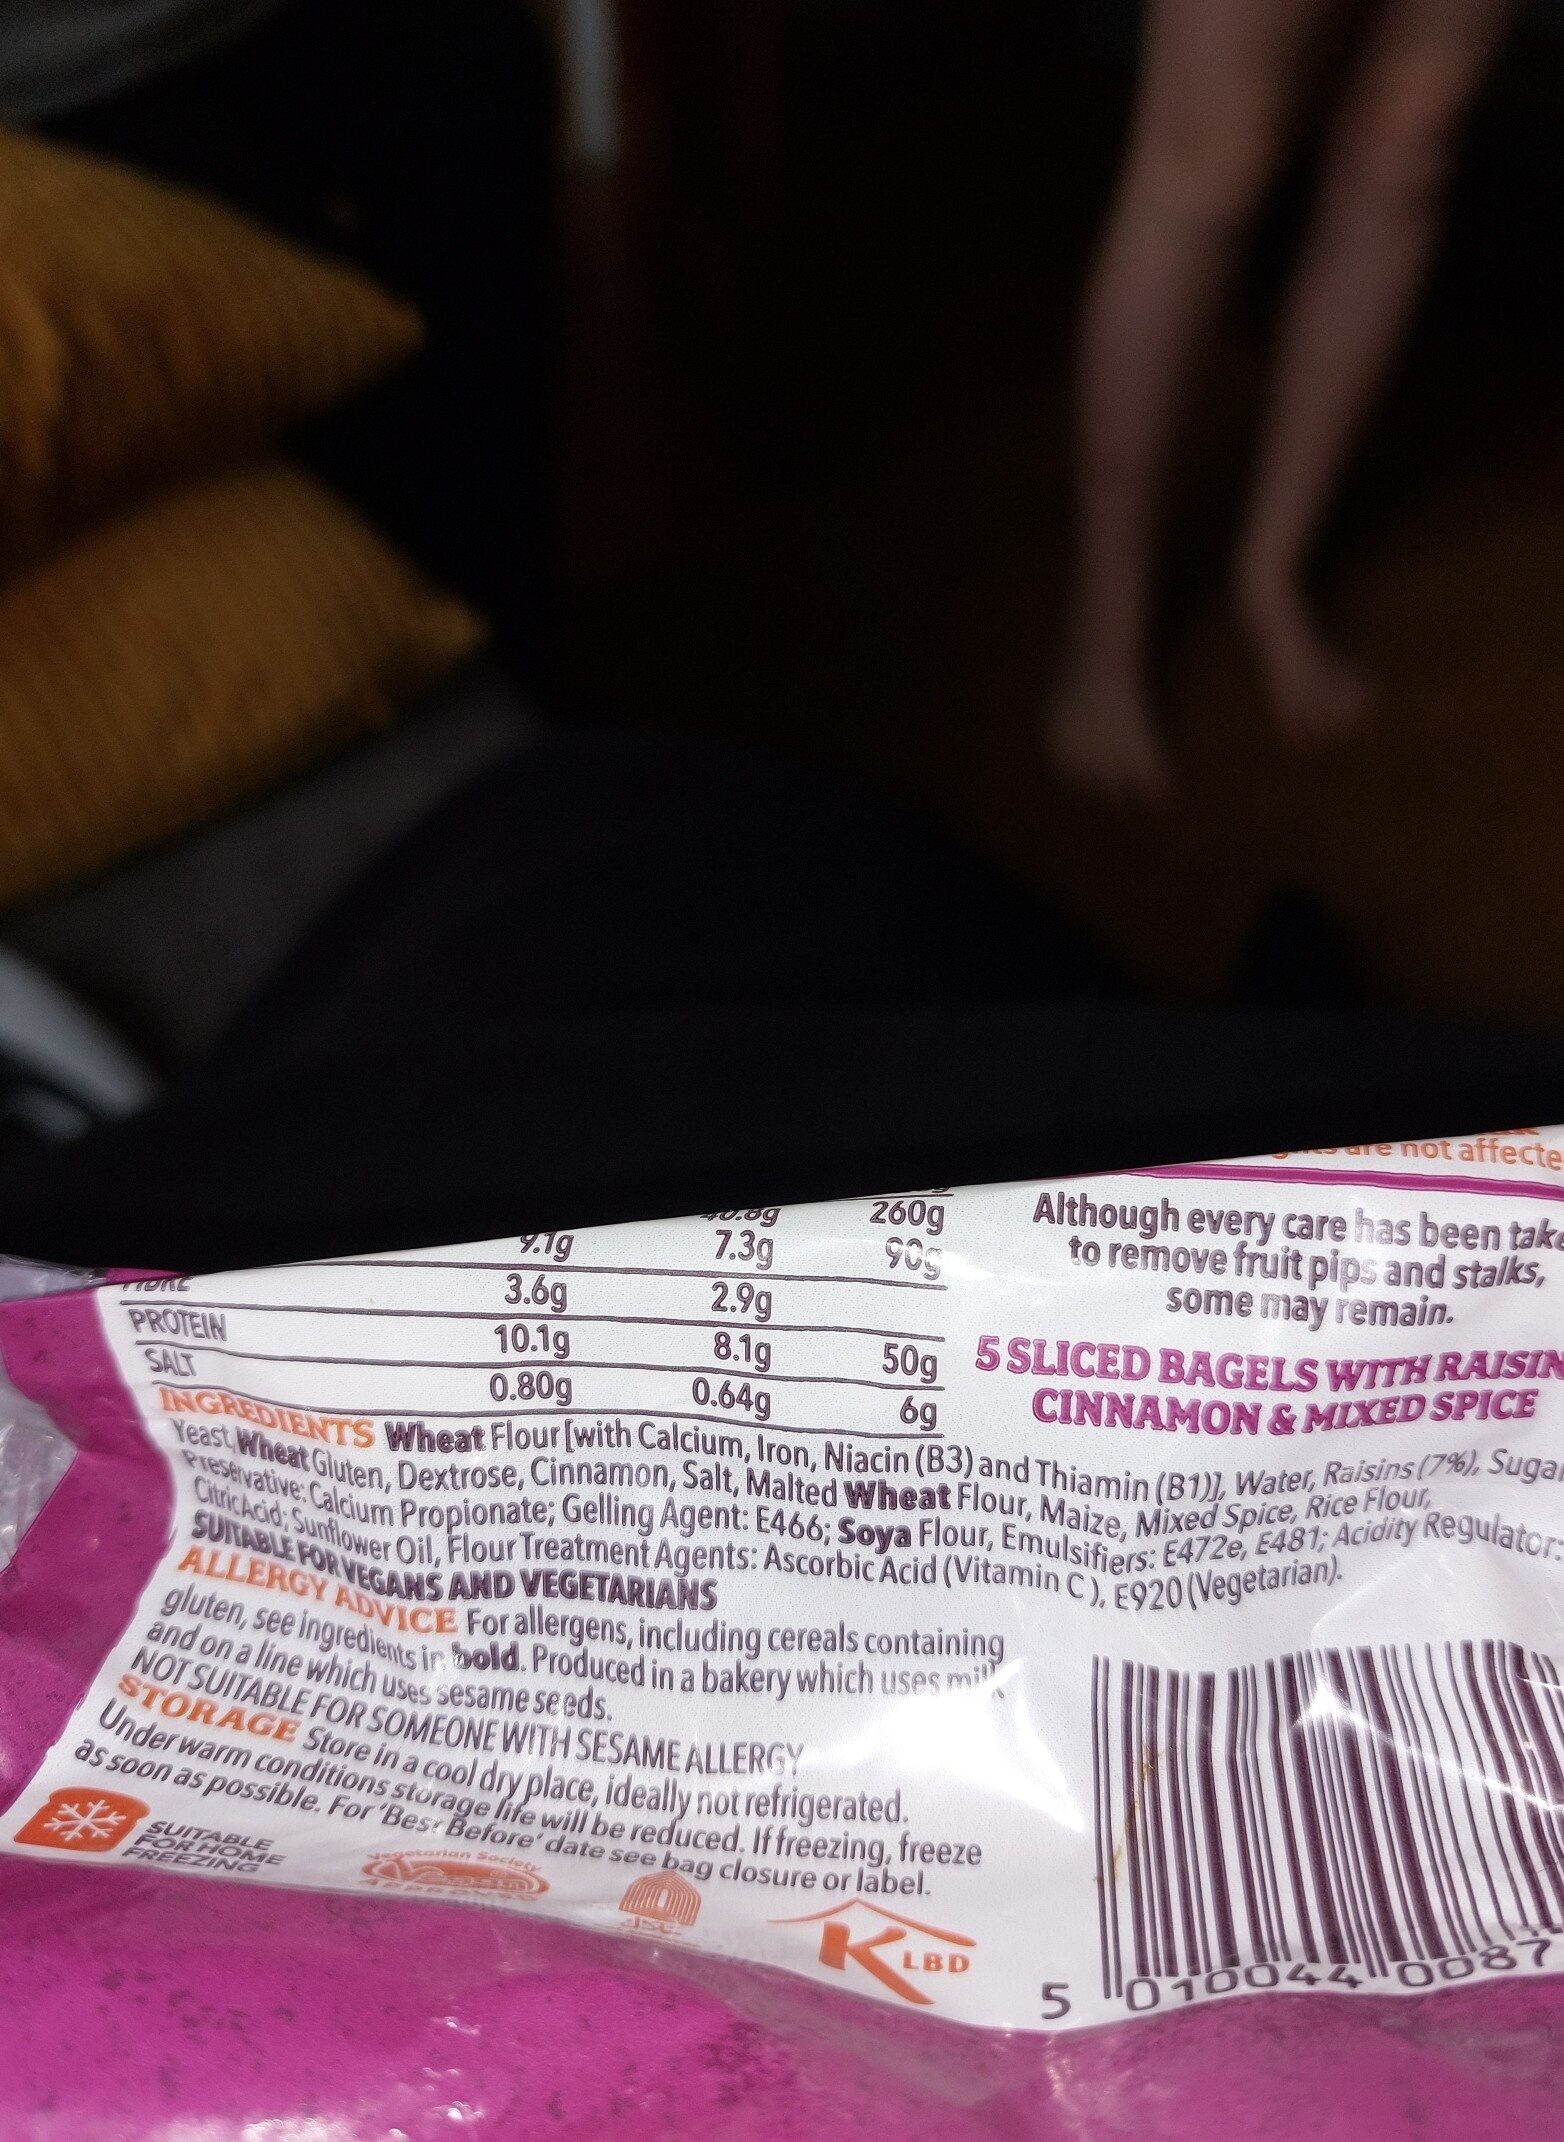 are not affecte
Although every care has been take
to remove fruit pips and stalks,
some may remain.
5 SLICED BAGELS WITH RAISIN
CINNAMON & MIXED SPICE
260g
9.1g 7.3g 90g
3.6g 2.9g
PROTEIN 10.1g 8.1g 50g
SALT 0.80g 0.64g 6g
INGREDIENTS Wheat Flour [with Calcium, Iron, Niacin (B3) and Thiamin (B1)], Water, Raisins (7%), Sugar
Yeast, Wheat Gluten, Dextrose, Cinnamon, Salt, Malted Wheat Flour, Maize, Mixed Spice, Rice Flour,
Preservative: Calcium Propionate; Gelling Agent: E466; Soya Flour, Emulsifiers: E472e, E481; Acidity Regulator:
Citric Acid; Sunflower Oil, Flour Treatment Agents: Ascorbic Acid (Vitamin C), E920 (Vegetarian).
SUITABLE FOR VEGANS AND VEGETARIANS
ALLERGY ADVICE For allergens, including cereals containing
gluten, see ingredients in bold. Produced in a bakery which uses milk
and on a line which uses sesame seeds.
NOT SUITABLE FOR SOMEONE WITH SESAME ALLERGY
STORAGE Store in a cool dry place, ideally not refrigerated.
Under warm conditions storage life will be reduced. If freezing, freeze
as soon as possible. For 'Best Before' date see bag closure or label.
SUITABLE
FOR HOME
FREEZING
Vegetarian Society
APPROVED
K LBD
5 010044 0087